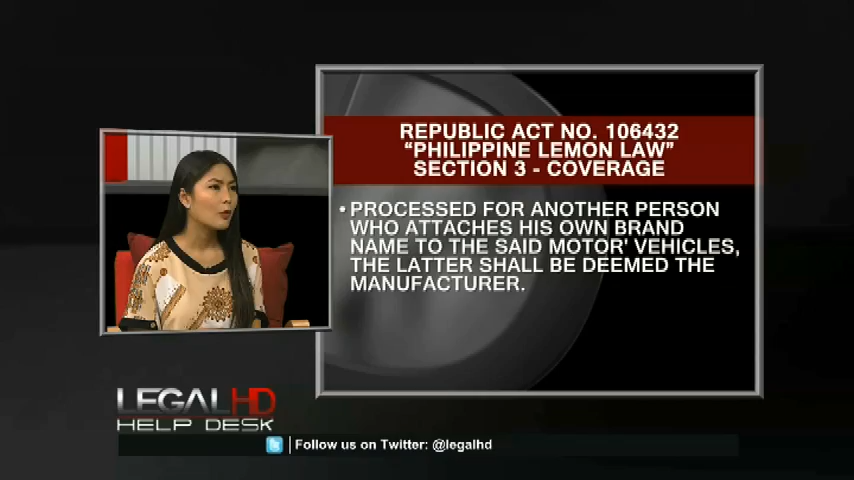 REPUBLIC ACT NO. 106432
“PHILIPPINE LEMON LAW”
SECTION 3 - COVERAGE
• PROCESSED FOR ANOTHER PERSON
WHO ATTACHES HIS OWN BRAND
NAME TO THE SAID MOTOR' VEHICLES,
THE LATTER SHALL BE DEEMED THE
MANUFACTURER.
LEGALHD
HELP DESK
Follow us on Twitter: @legalhd